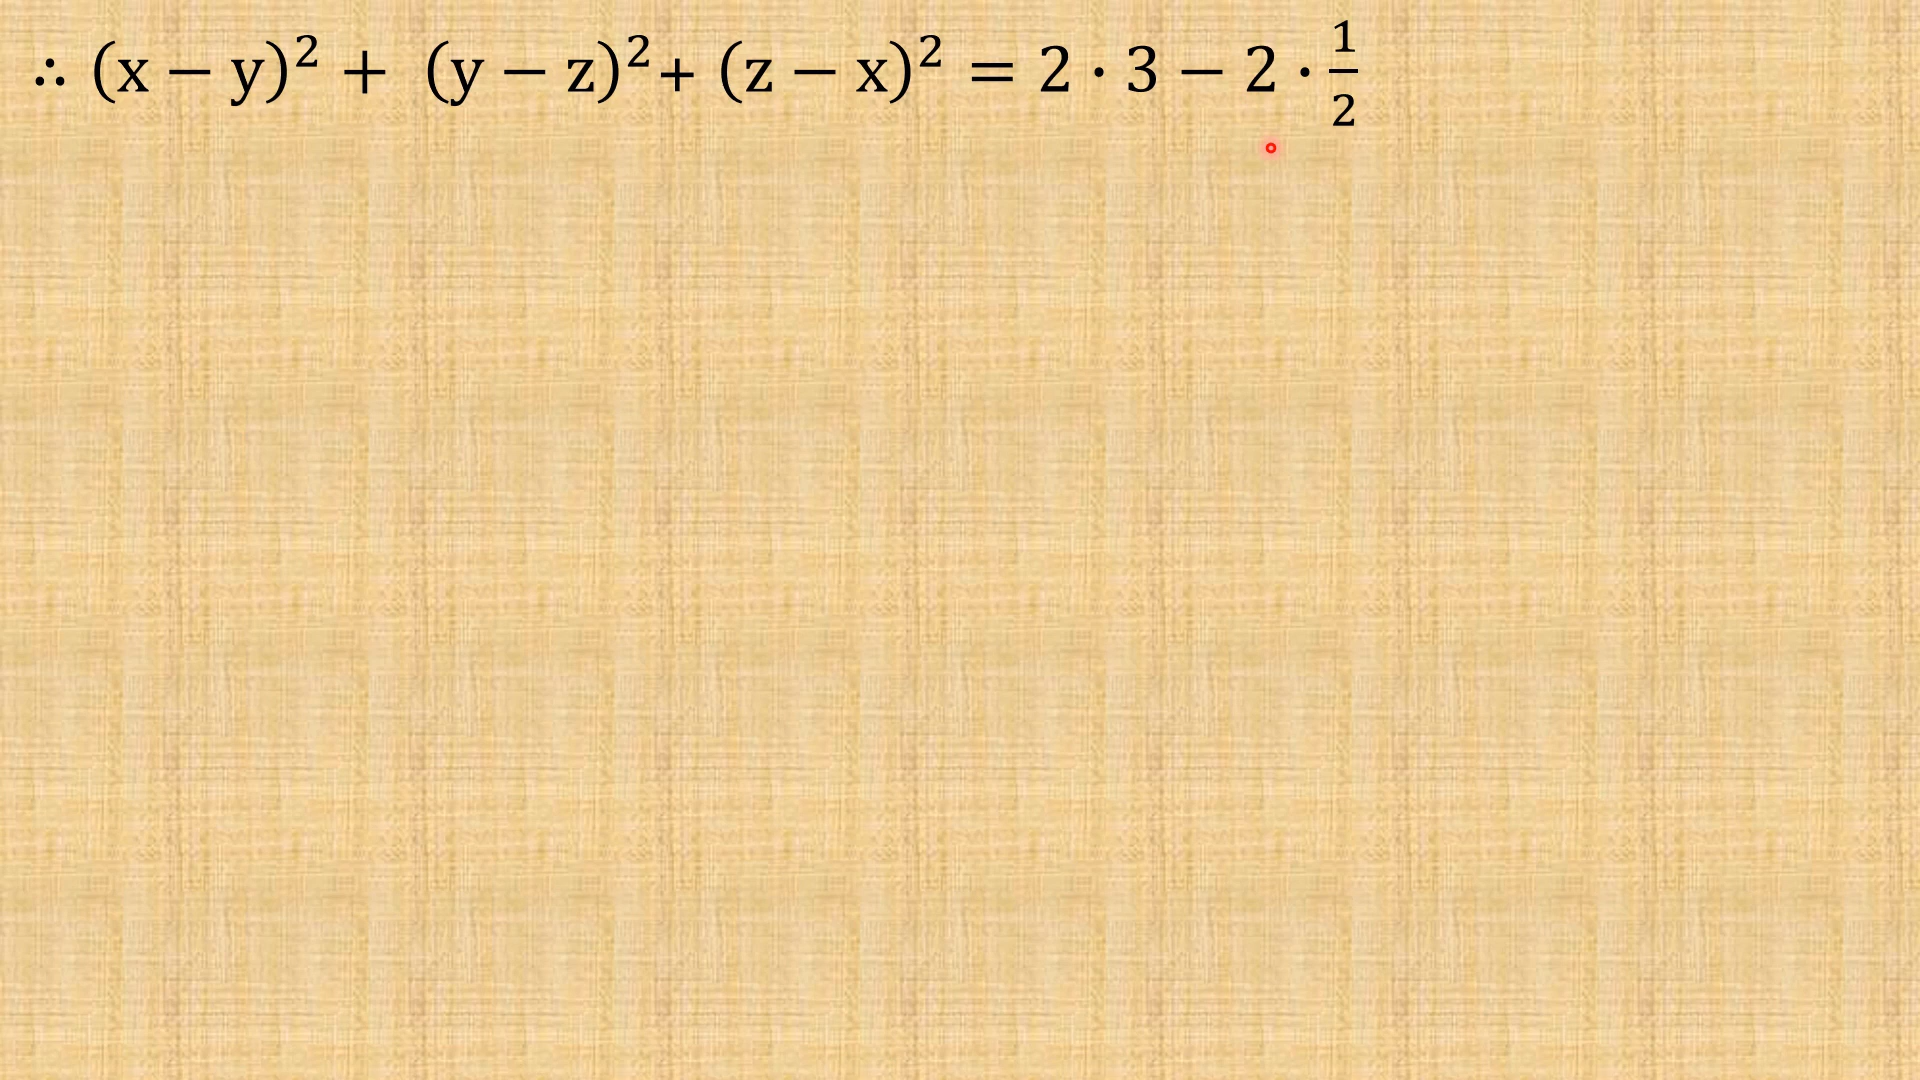 ∴ (x − y)² + (y − z)² + (z − x)² = 2 · 3 − 2 · 1/2